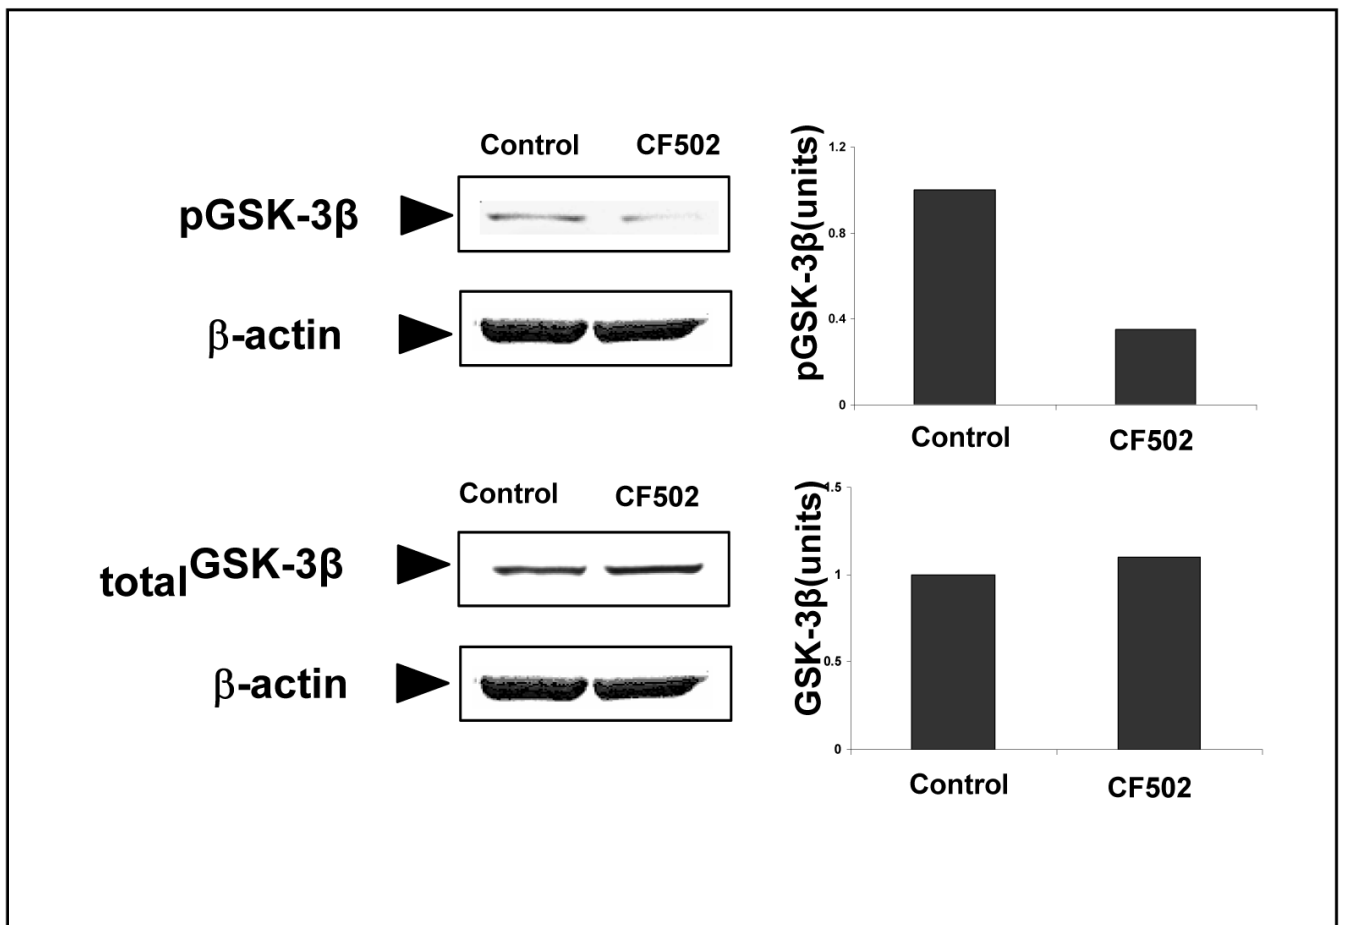 Control CF502
pGSK-3β
β-actin
pGSK-3β(units)
1.2
0.8
0.4
0
Control CF502
Control CF502
totalGSK-3β
β-actin
GSK-3β(units)
1.5
1
0.5
0
Control CF502